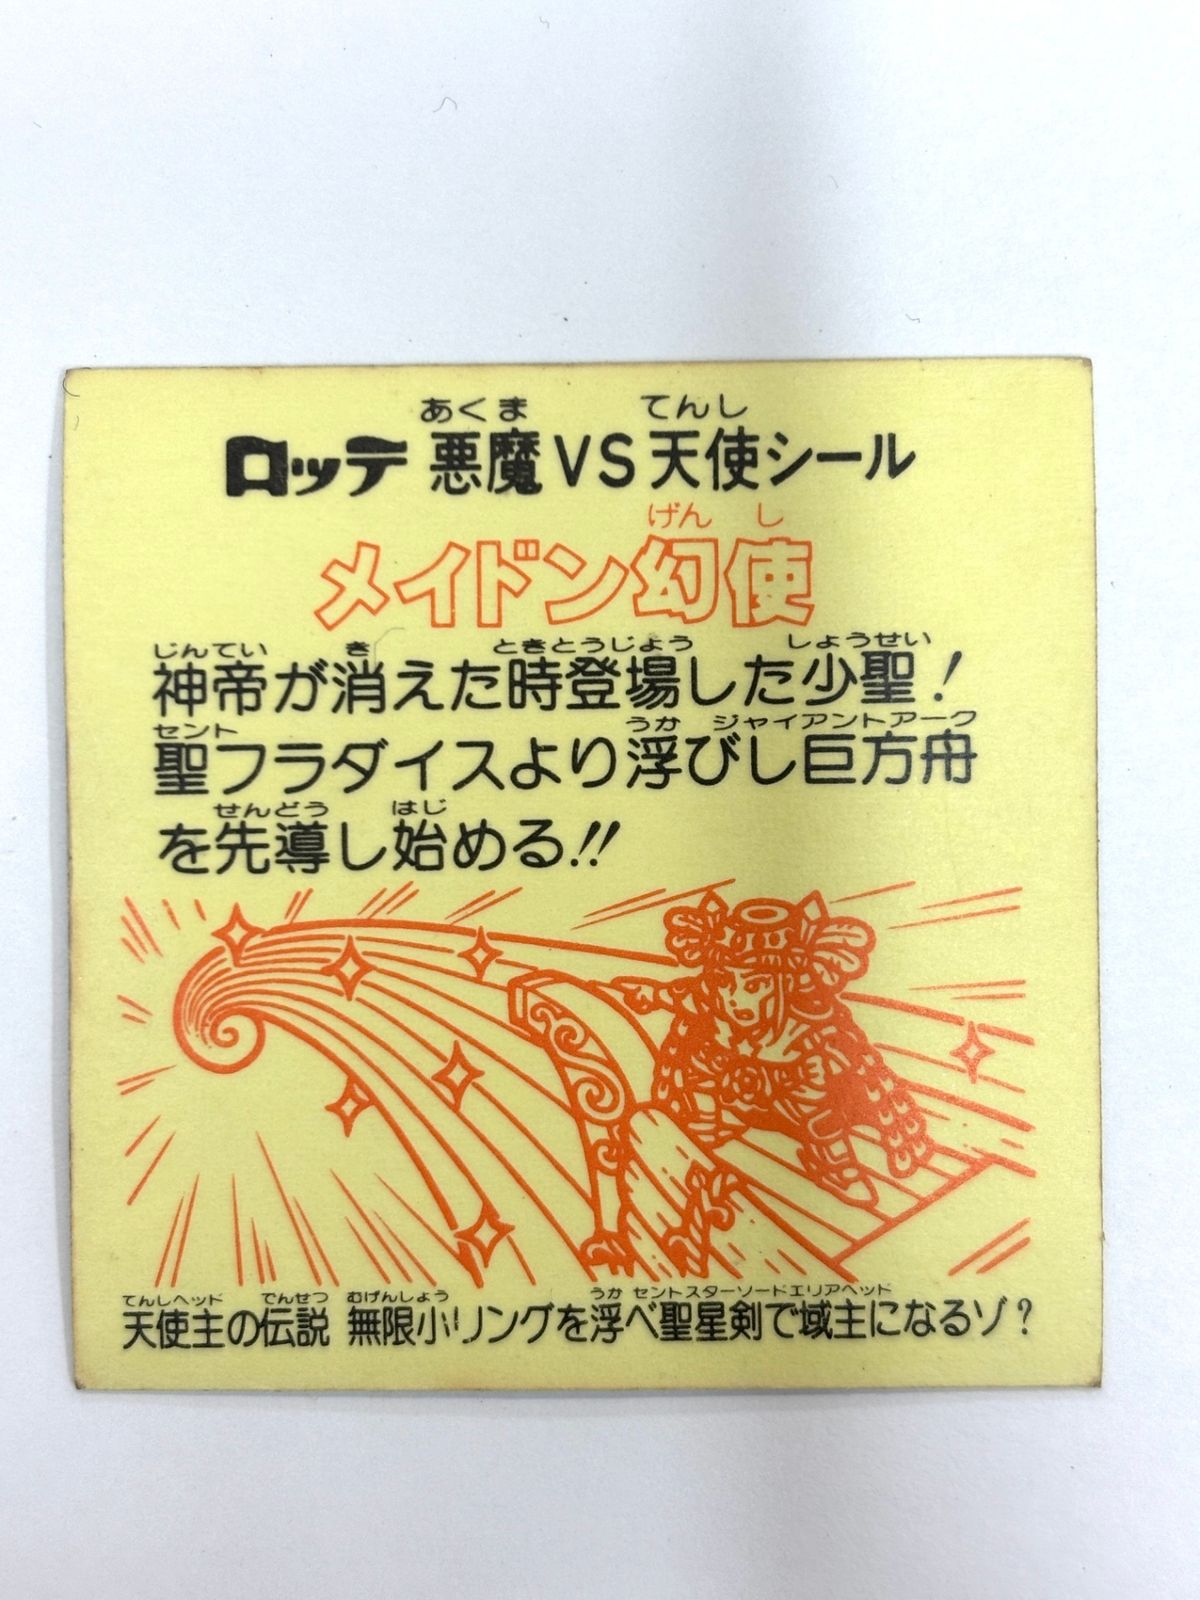 あくま てんし
ロッテ 悪魔VS天使シール
げん し
メイドン幻使
じんてい き ときとうじょう しょうせい
神帝が消えた時登場した少聖!
セント うか ジャイアントアーク
聖フラダイスより浮びし巨方舟
せんどう はじ
を先導し始める!!
てんしヘッド でんせつ むげんしょう うか セントスターソードエリアヘッド
天使主の伝説 無限小リングを浮べ聖星剣で域主になるゾ?